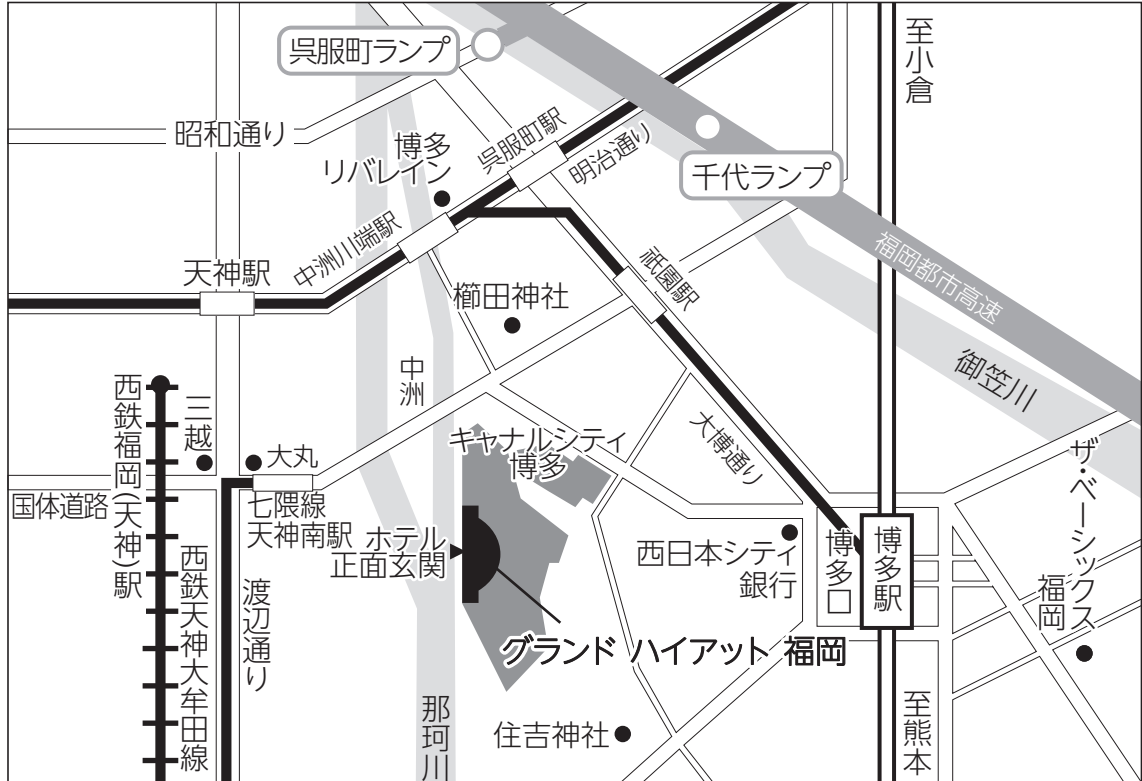 呉服町ランプ
至小倉
昭和通り
博多
リバレイン
呉服町駅
明治通り
千代ランプ
中洲川端駅
天神駅
祇園駅
福岡都市高速
櫛田神社
中洲
御笠川
西鉄福岡(天神)駅
三越
大丸
キャナルシティ
博多
大博通り
国体道路
七隈線
天神南駅
ホテル
正面玄関
西日本シティ
銀行
博多口
博多駅
ザ・ベーシックス
福岡
西鉄天神大牟田線
渡辺通り
グランド ハイアット 福岡
那珂川
住吉神社
至熊本